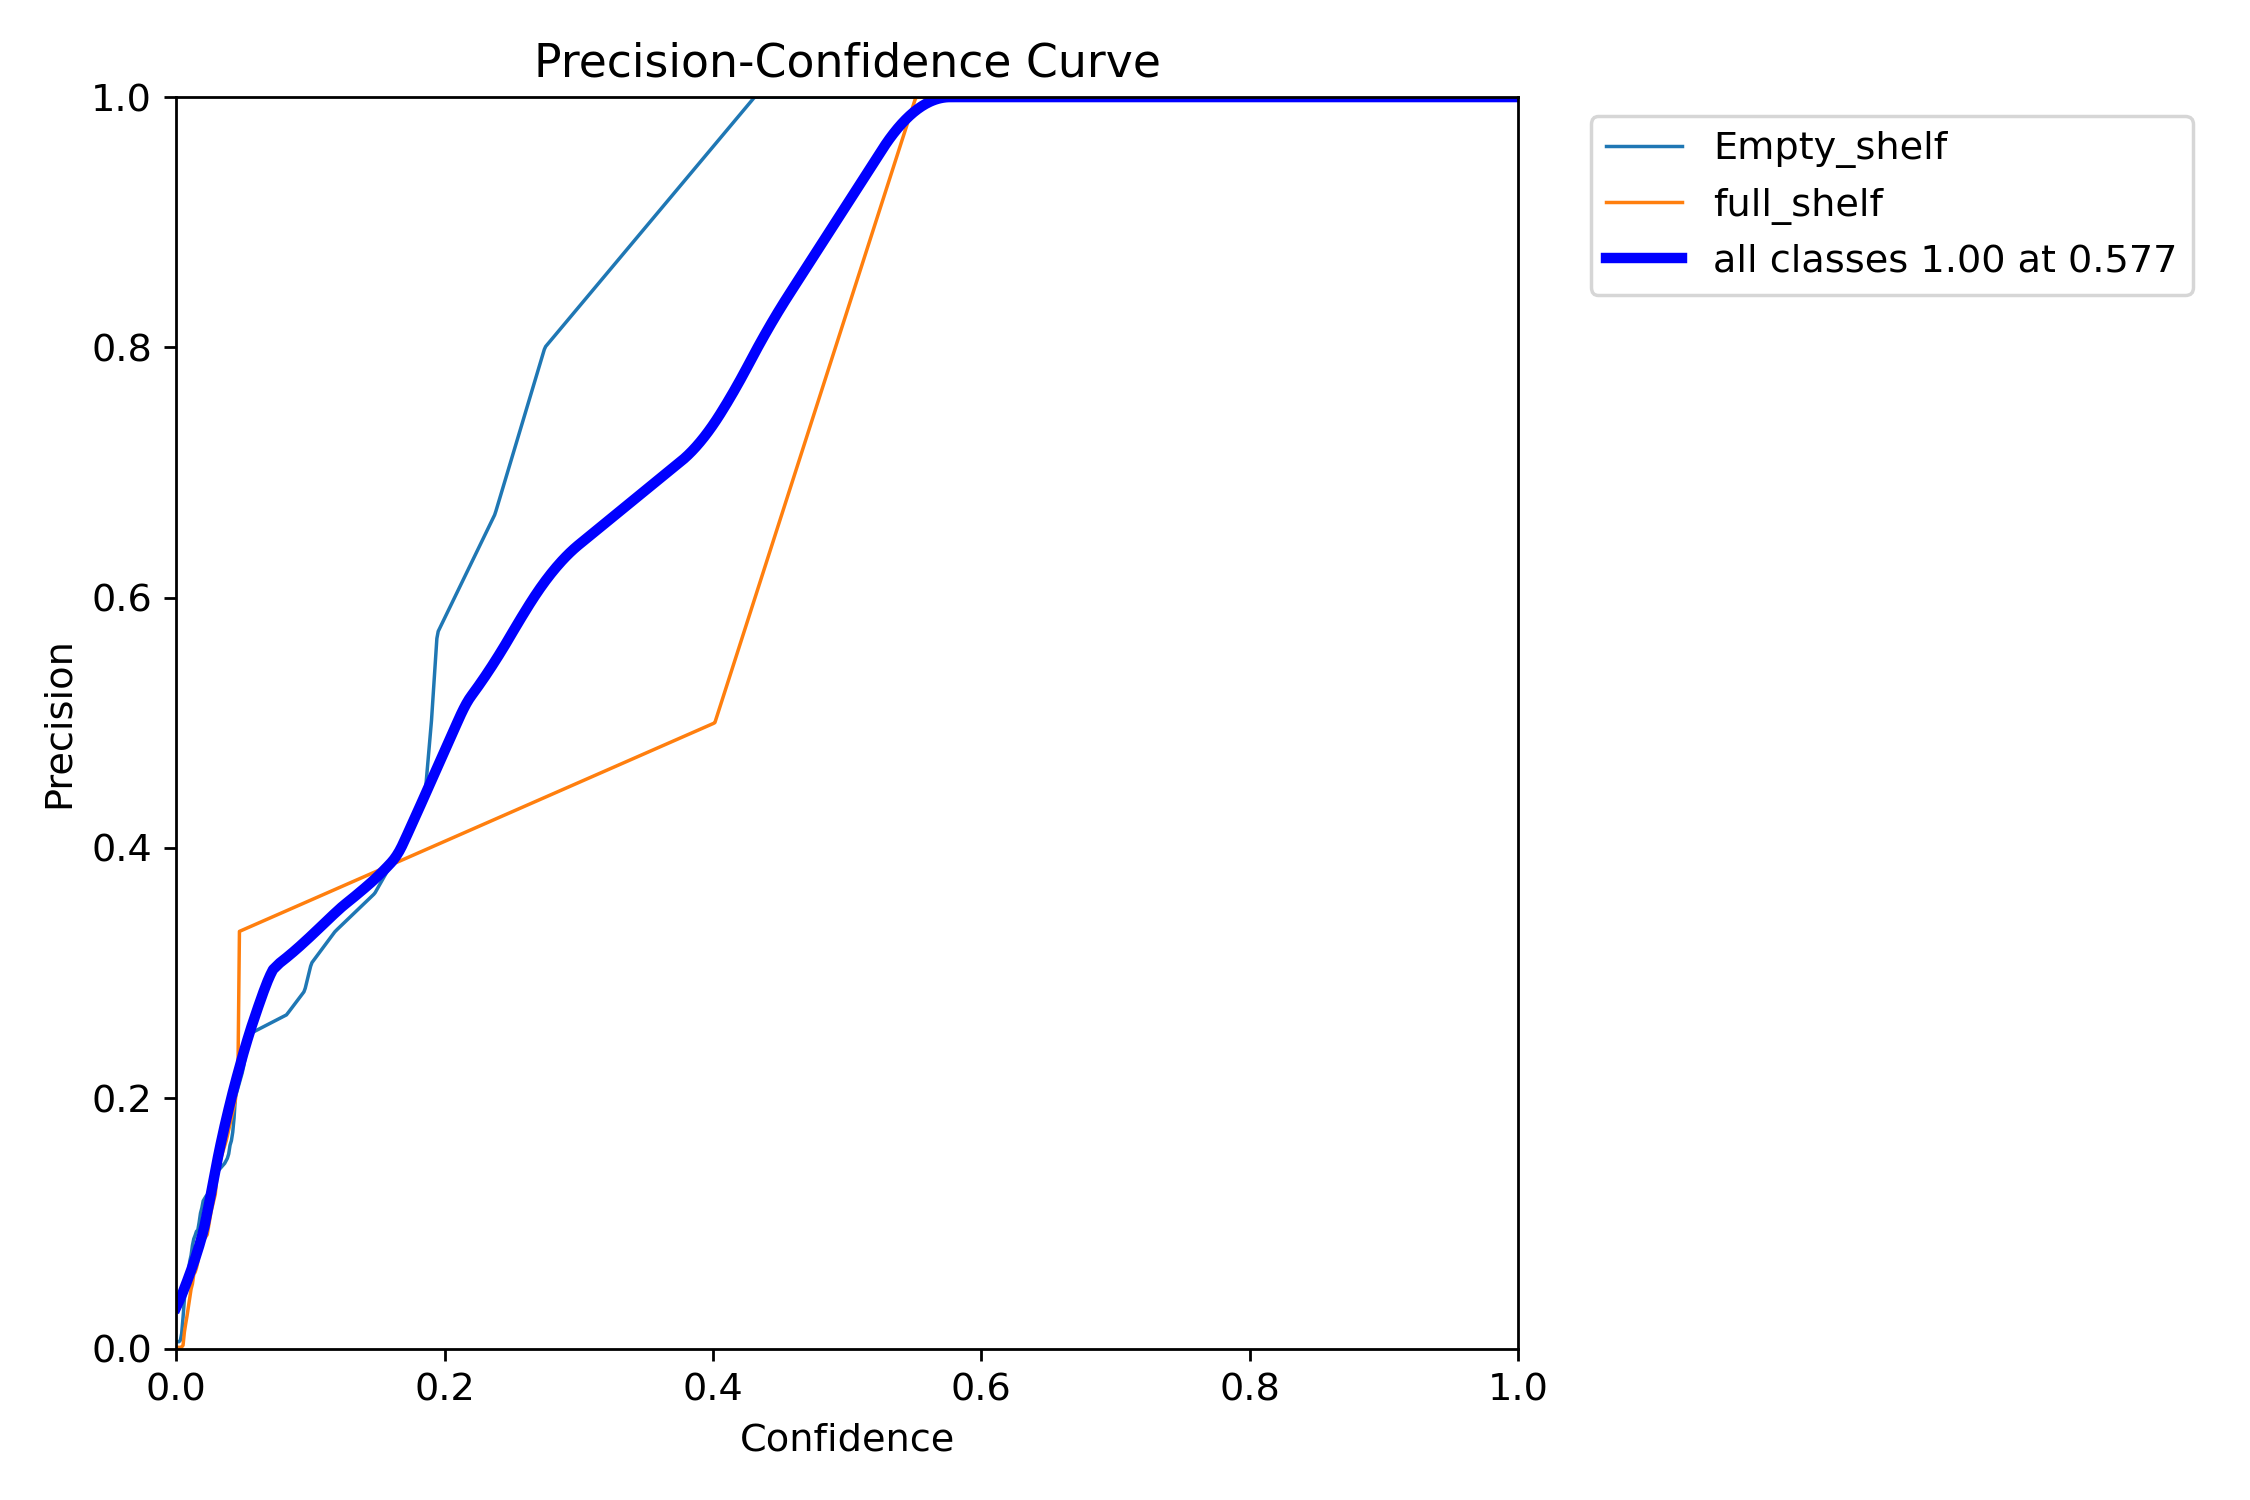 Precision-Confidence Curve
1.0
0.8
0.6
0.4
0.2
0.0
Precision
0.0 0.2 0.4 0.6 0.8 1.0
Confidence
Empty_shelf
full_shelf
all classes 1.00 at 0.577